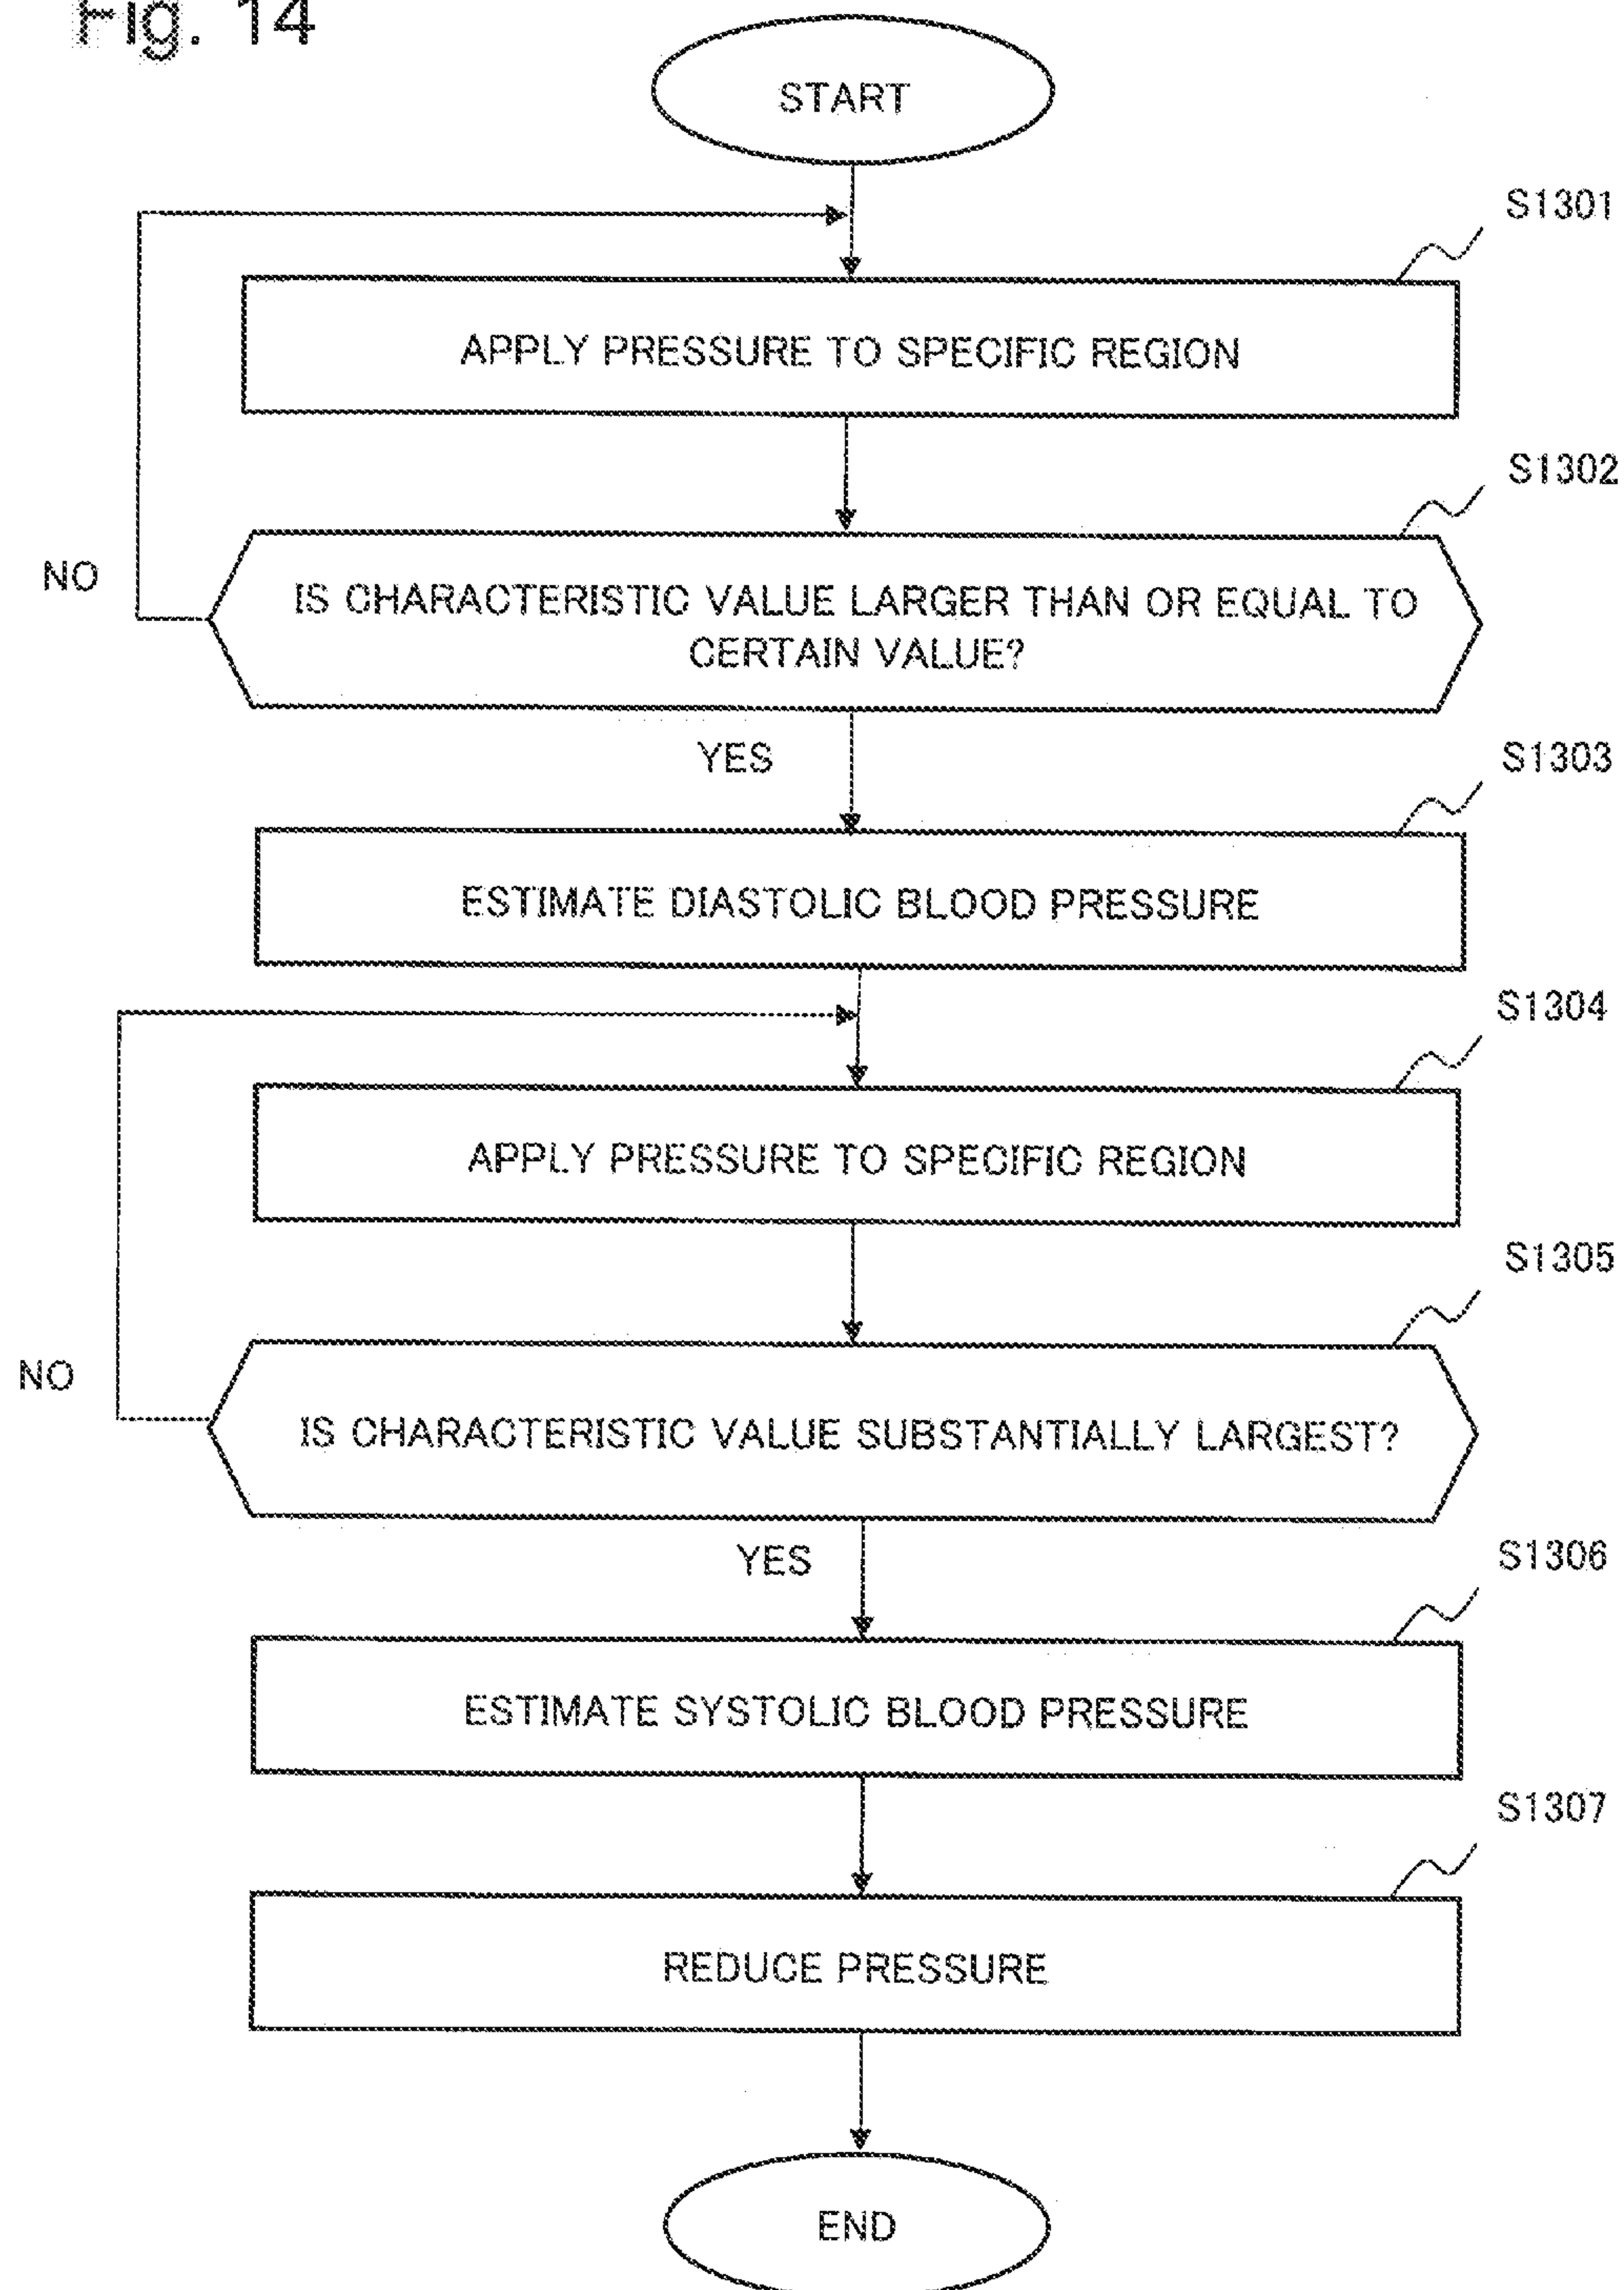 Fig. 14
START
S1301
APPLY PRESSURE TO SPECIFIC REGION
S1302
NO
IS CHARACTERISTIC VALUE LARGER THAN OR EQUAL TO
CERTAIN VALUE?
YES
S1303
ESTIMATE DIASTOLIC BLOOD PRESSURE
S1304
APPLY PRESSURE TO SPECIFIC REGION
S1305
NO
IS CHARACTERISTIC VALUE SUBSTANTIALLY LARGEST?
YES
S1306
ESTIMATE SYSTOLIC BLOOD PRESSURE
S1307
REDUCE PRESSURE
END